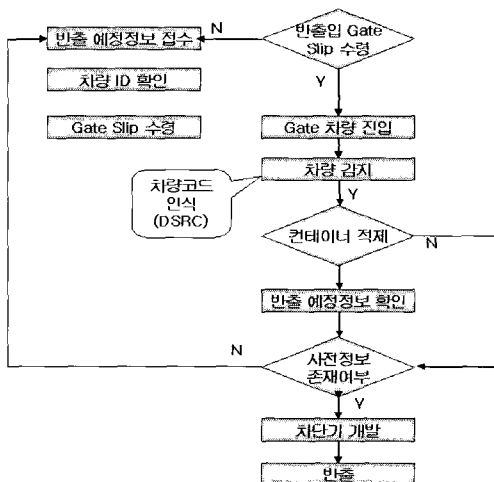 반출 예정정보 접수
N
반출입 Gate
Slip 수령
차량 ID 확인
Y
Gate Slip 수령
Gate 차량 진입
차량 감지
차량코드
인식
(DSRC)
Y
컨테이너 적재
N
반출 예정정보 확인
N
사전정보
존재여부
Y
차단기 개발
반출